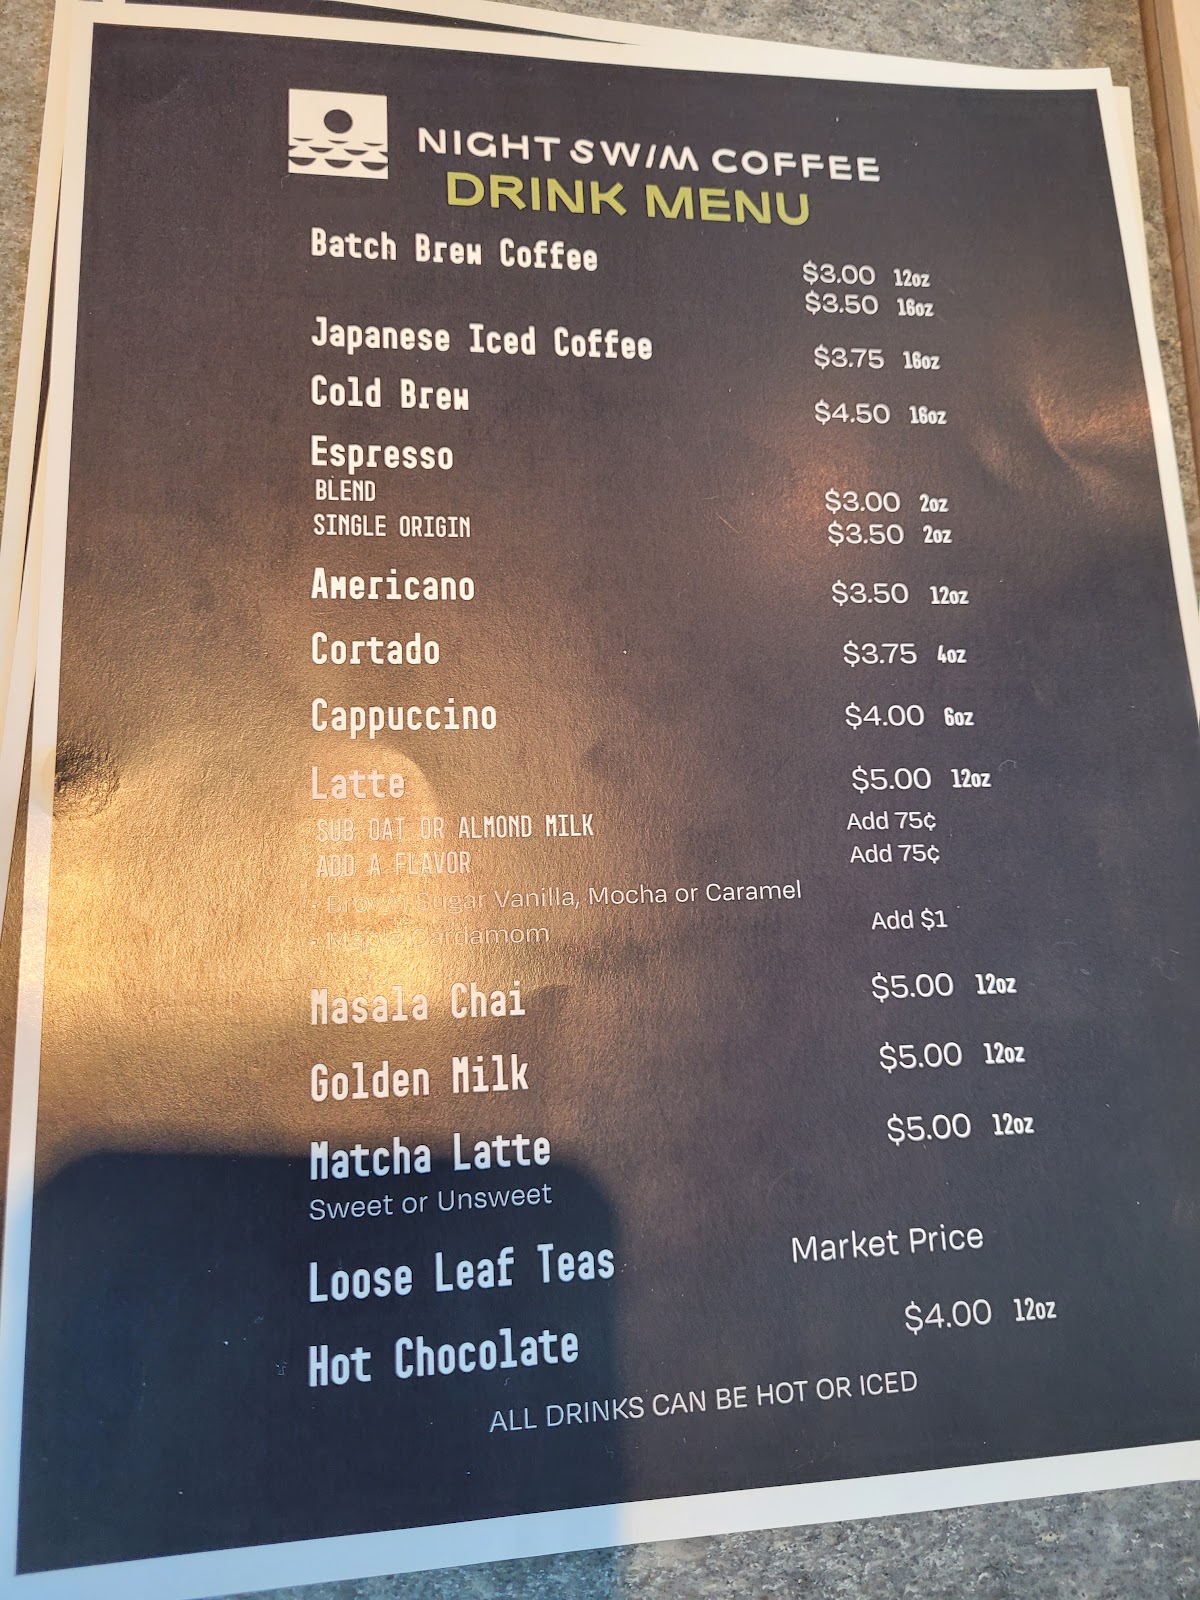 NIGHT SWIM COFFEE
DRINK MENU
Batch Brew Coffee
$3.00 12oz
$3.50 16oz
Japanese Iced Coffee $3.75 16oz
Cold Brew $4.50 16oz
Espresso
BLEND $3.00 2oz
SINGLE ORIGIN $3.50 2oz
Americano $3.50 12oz
Cortado $3.75 4oz
Cappuccino $4.00 6oz
Latte $5.00 12oz
SUB OAT OR ALMOND MILK Add 75¢
ADD A FLAVOR Add 75¢
• Brown Sugar Vanilla, Mocha or Caramel
• Maple Cardamom Add $1
Masala Chai $5.00 12oz
Golden Milk $5.00 12oz
Matcha Latte $5.00 12oz
Sweet or Unsweet
Loose Leaf Teas Market Price
Hot Chocolate $4.00 12oz
ALL DRINKS CAN BE HOT OR ICED